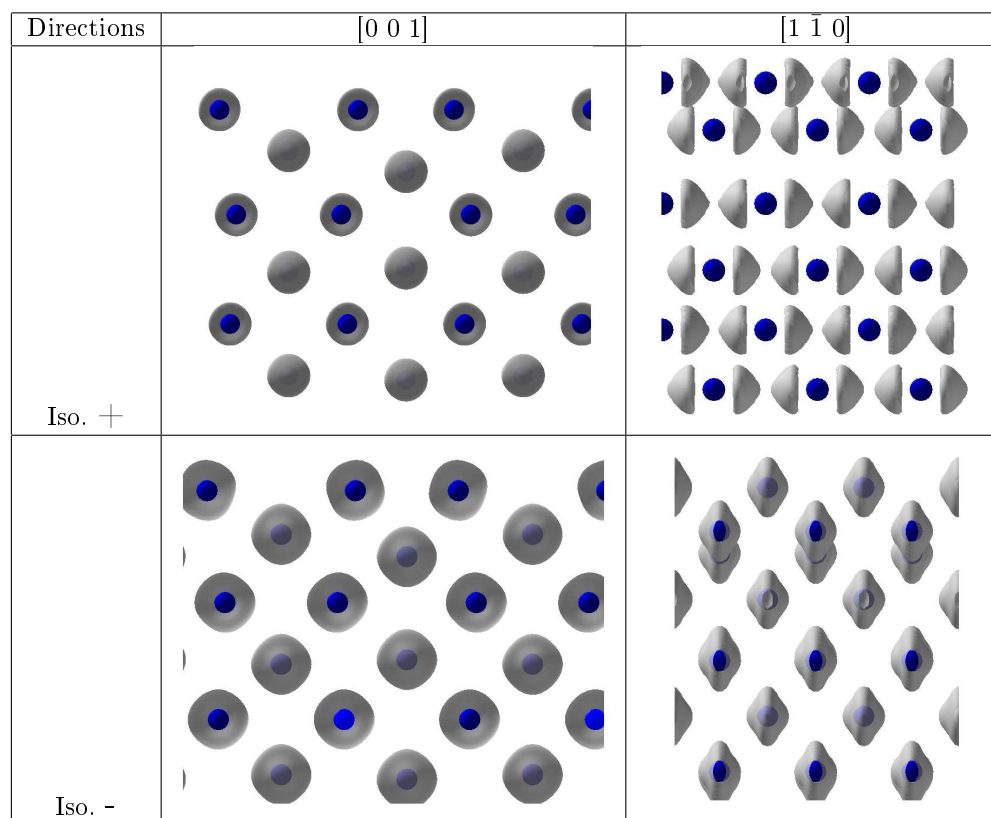 Directions [0 0 1] [1 1̄ 0]
Iso. +
Iso. -